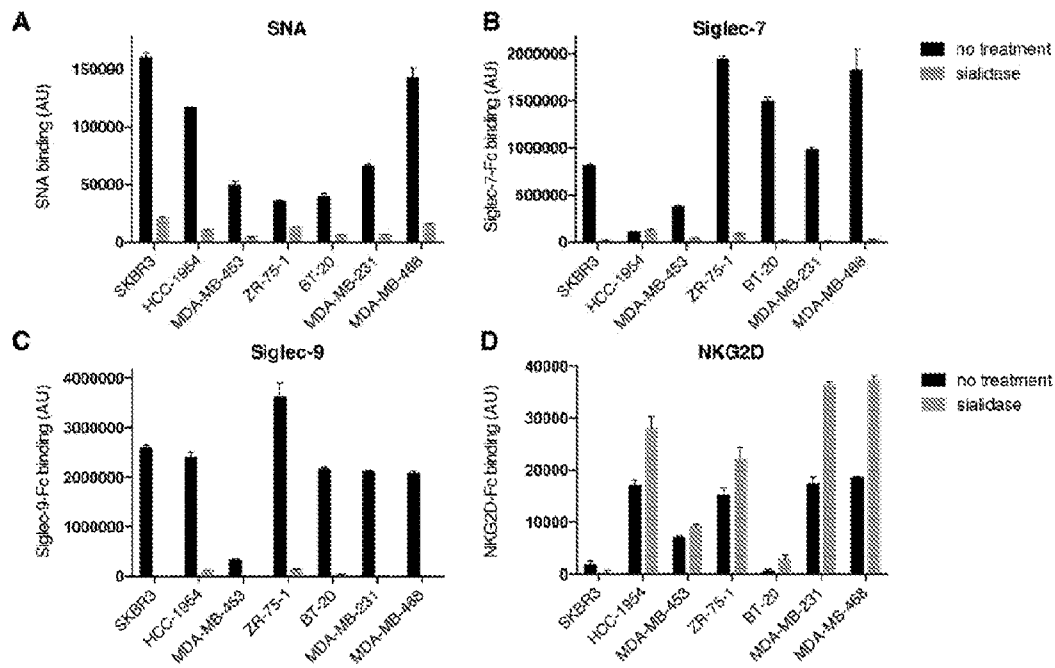 A
SNA
SNA binding (AU)
150000
100000
50000
0
SKBR3
HCC-1954
MDA-MB-453
ZR-75-1
BT-20
MDA-MB-231
MDA-MB-468
B
Siglec-7
Siglec-7-Fc binding (AU)
2000000
1500000
1000000
500000
0
SKBR3
HCC-1954
MDA-MB-453
ZR-75-1
BT-20
MDA-MB-231
MDA-MB-468
no treatment
sialidase
C
Siglec-9
Siglec-9-Fc binding (AU)
4000000
3000000
2000000
1000000
0
SKBR3
HCC-1954
MDA-MB-453
ZR-75-1
BT-20
MDA-MB-231
MDA-MB-468
D
NKG2D
NKG2D-Fc binding (AU)
40000
30000
20000
10000
0
SKBR3
HCC-1954
MDA-MB-453
ZR-75-1
BT-20
MDA-MB-231
MDA-MB-468
no treatment
sialidase